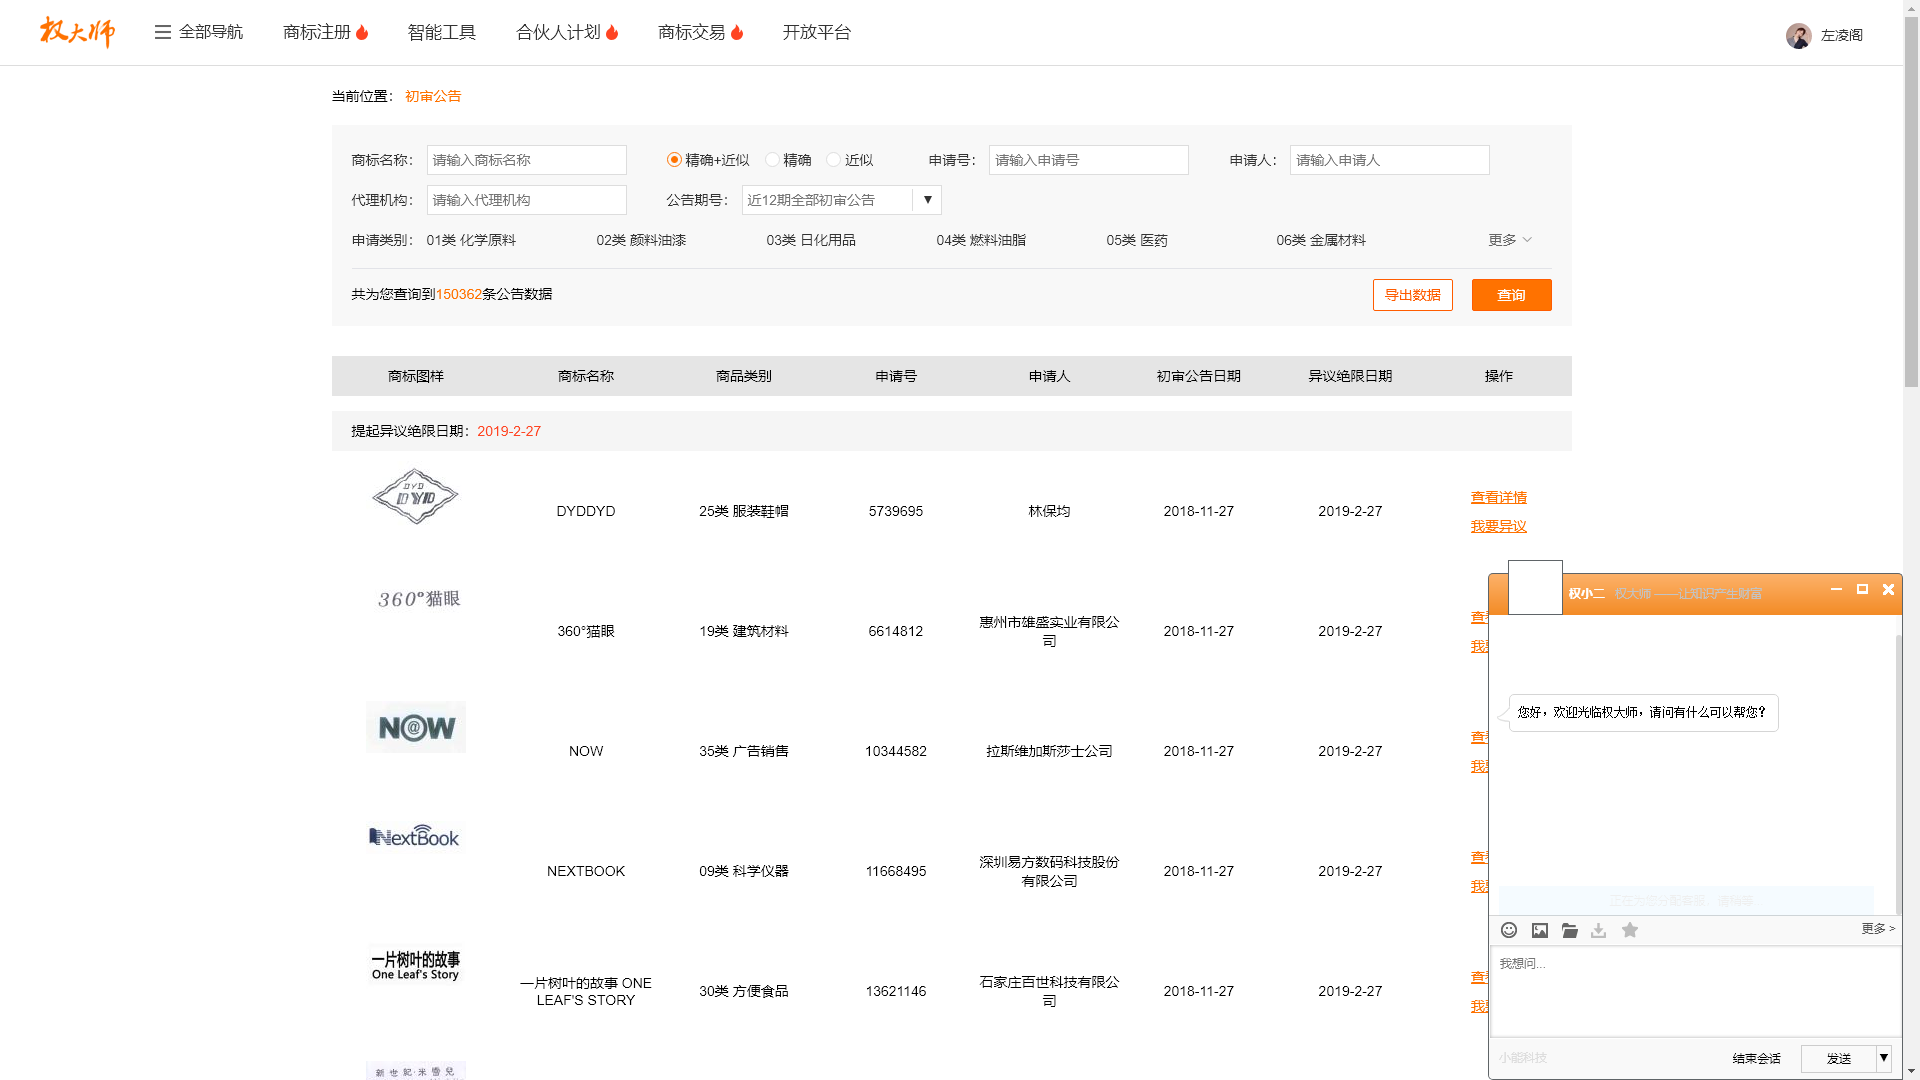 权大师 全部导航 商标注册 智能工具 合伙人计划 商标交易 开放平台 左凌阁
当前位置： 初审公告
商标名称： 请输入商标名称 精确+近似 精确 近似 申请号： 请输入申请号 申请人： 请输入申请人
代理机构： 请输入代理机构 公告期号： 近12期全部初审公告 ▼
申请类别： 01类 化学原料 02类 颜料油漆 03类 日化用品 04类 燃料油脂 05类 医药 06类 金属材料 更多
共为您查询到150362条公告数据 导出数据 查询
商标图样 商标名称 商品类别 申请号 申请人 初审公告日期 异议绝限日期 操作
提起异议绝限日期：2019-2-27
DYD
DYD
DYDDYD 25类 服装鞋帽 5739695 林保均 2018-11-27 2019-2-27 查看详情
我要异议
360°猫眼
360°猫眼 19类 建筑材料 6614812 惠州市雄盛实业有限公
司 2018-11-27 2019-2-27 查
我
N@W
NOW 35类 广告销售 10344582 拉斯维加斯莎士公司 2018-11-27 2019-2-27 查
我
NextBook
NEXTBOOK 09类 科学仪器 11668495 深圳易方数码科技股份
有限公司 2018-11-27 2019-2-27 查
我
一片树叶的故事
One Leaf's Story
一片树叶的故事 ONE
LEAF'S STORY 30类 方便食品 13621146 石家庄百世科技有限公
司 2018-11-27 2019-2-27 查
我
新世纪·米雪儿
权小二 权大师 ——让知识产生财富
您好，欢迎光临权大师，请问有什么可以帮您？
更多 >
我想问...
小能科技 结束会话 发送 ▼